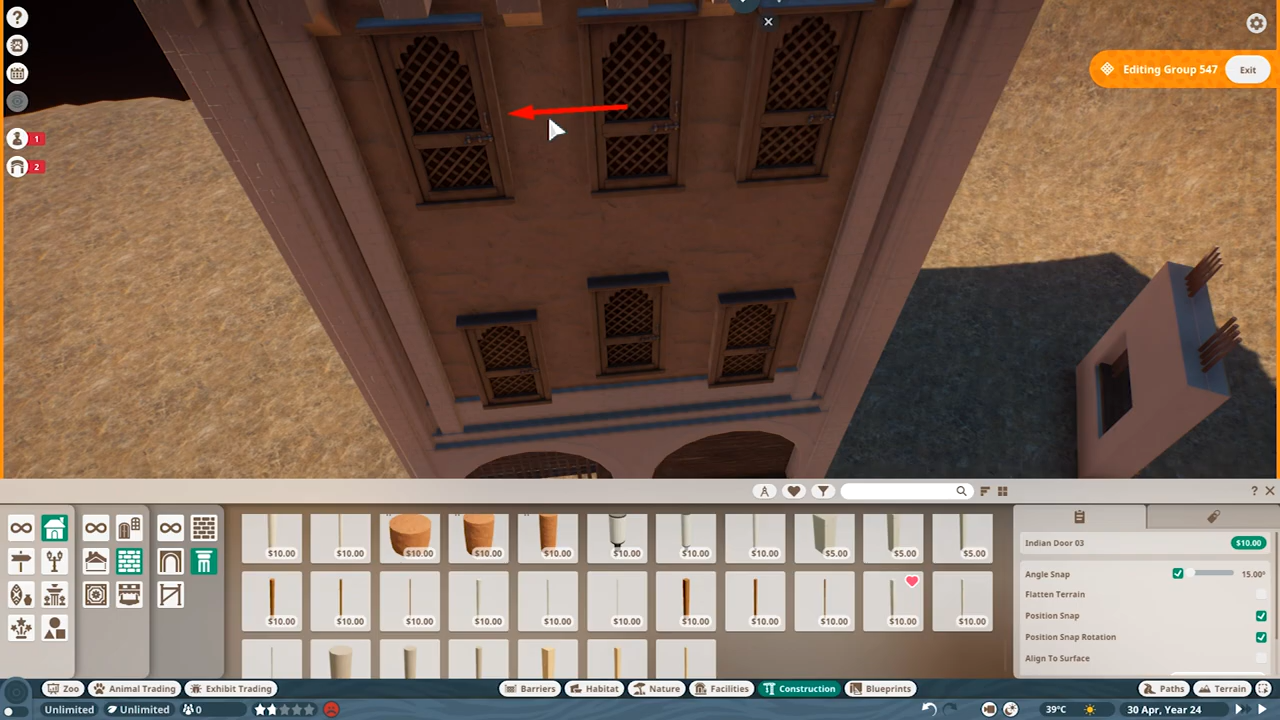 ?
✕
Editing Group 547
Exit
1
2
? ✕
$10.00 $10.00 $10.00 $10.00 $10.00 $10.00 $10.00 $10.00 $5.00 $5.00 $5.00
$10.00 $10.00 $10.00 $10.00 $10.00 $10.00 $10.00 $10.00 $10.00 $10.00 $10.00
Indian Door 03
$10.00
Angle Snap
15.00°
Flatten Terrain
Position Snap
Position Snap Rotation
Align To Surface
Zoo
Animal Trading
Exhibit Trading
Barriers
Habitat
Nature
Facilities
Construction
Blueprints
Paths
Terrain
Unlimited
Unlimited
0
39°C
30 Apr, Year 24